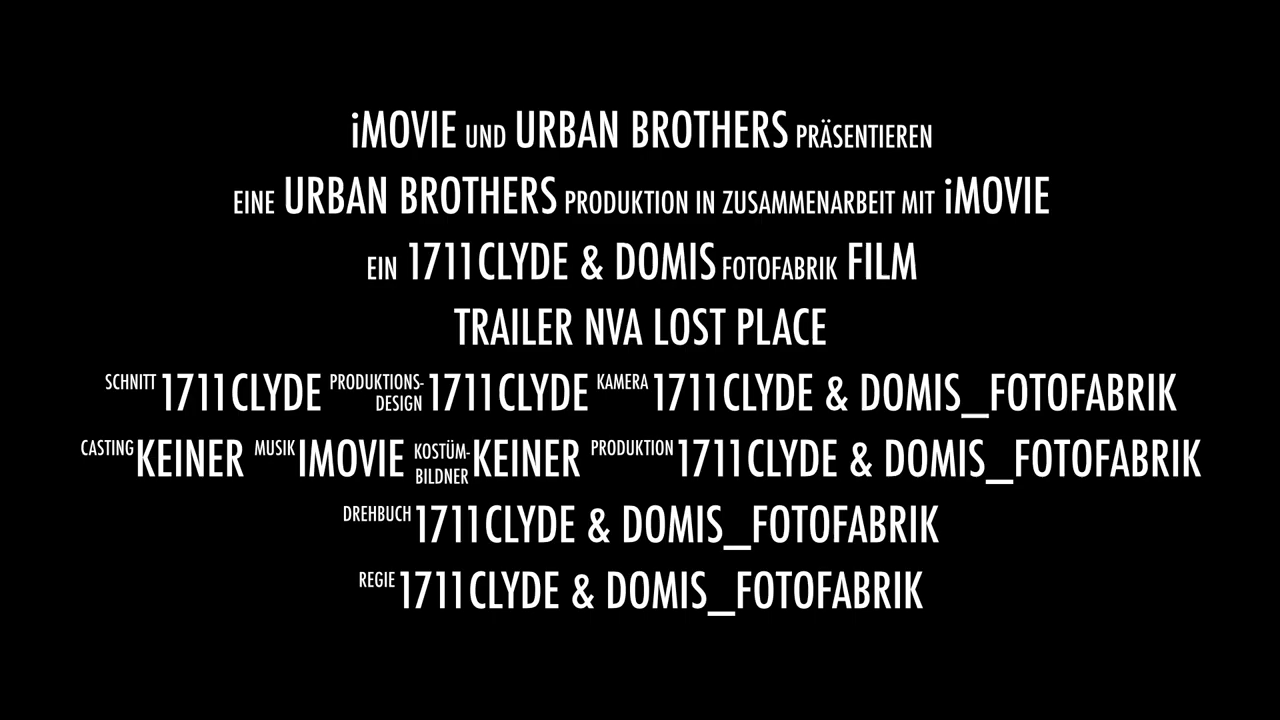 iMOVIE UND URBAN BROTHERS PRÄSENTIEREN
EINE URBAN BROTHERS PRODUKTION IN ZUSAMMENARBEIT MIT iMOVIE
EIN 1711CLYDE & DOMIS FOTOFABRIK FILM
TRAILER NVA LOST PLACE
SCHNITT 1711CLYDE PRODUKTIONS-DESIGN 1711CLYDE KAMERA 1711CLYDE & DOMIS_FOTOFABRIK
CASTING KEINER MUSIK IMOVIE KOSTÜM-BILDNER KEINER PRODUKTION 1711CLYDE & DOMIS_FOTOFABRIK
DREHBUCH 1711CLYDE & DOMIS_FOTOFABRIK
REGIE 1711CLYDE & DOMIS_FOTOFABRIK